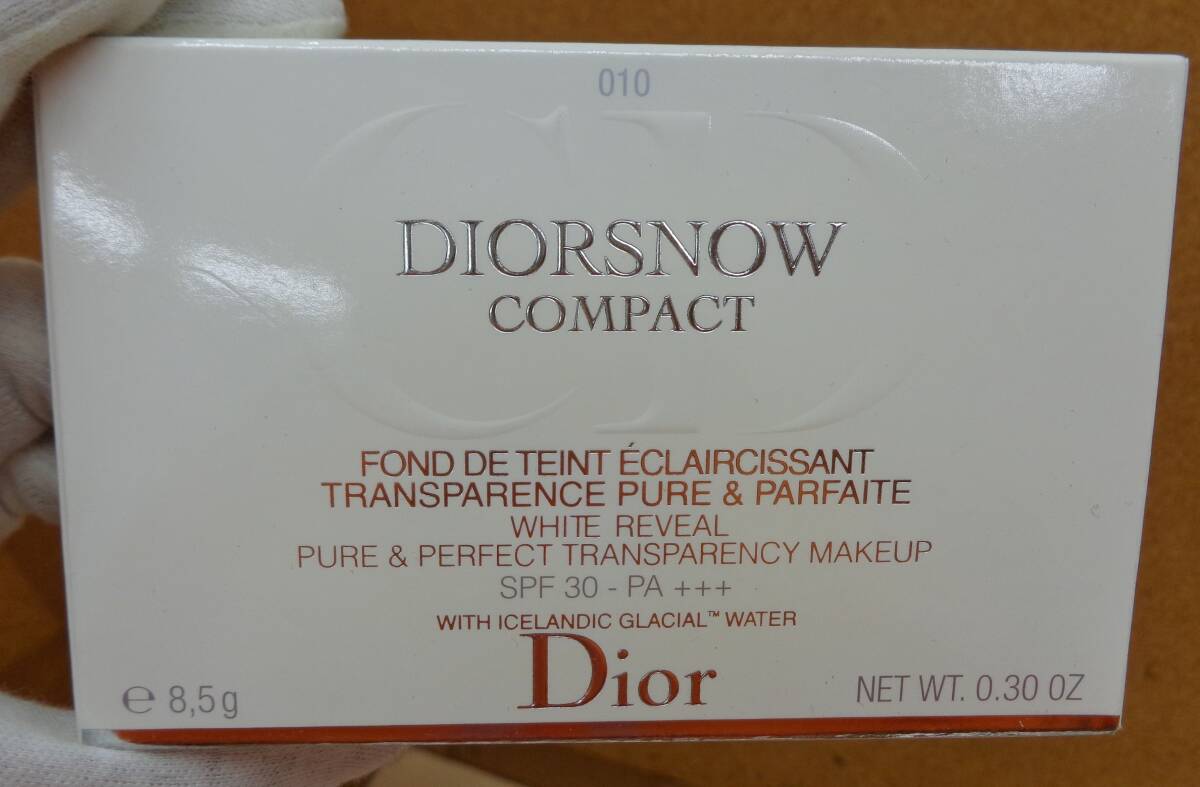 010
CD
DIORSNOW
COMPACT
FOND DE TEINT ÉCLAIRCISSANT
TRANSPARENCE PURE & PARFAITE
WHITE REVEAL
PURE & PERFECT TRANSPARENCY MAKEUP
SPF 30 - PA +++
WITH ICELANDIC GLACIAL™ WATER
Dior
℮ 8,5g NET WT. 0.30 OZ